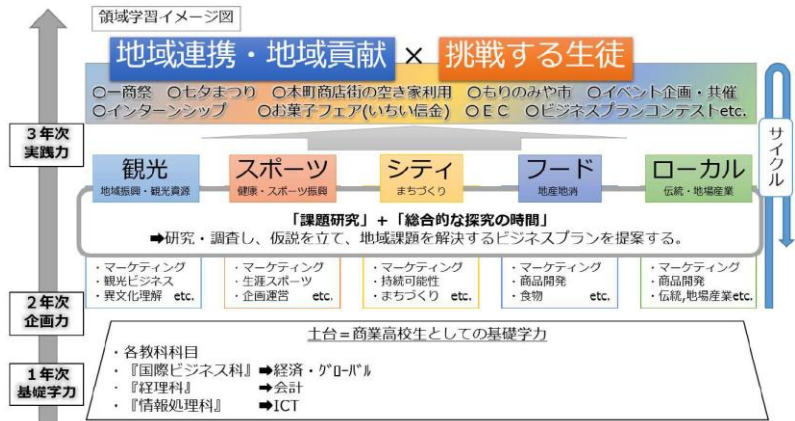 領域学習イメージ図
地域連携・地域貢献 × 挑戦する生徒
○一商祭 ○七夕まつり ○本町商店街の空き家利用 ○もりのみや市 ○イベント企画・共催
○インターンシップ ○お菓子フェア(いちい信金) ○EC ○ビジネスプランコンテストetc.
サイクル
3年次
実践力
観光
地域振興・観光資源
スポーツ
健康・スポーツ振興
シティ
まちづくり
フード
地産地消
ローカル
伝統・地場産業
「課題研究」+「総合的な探究の時間」
➡研究・調査し、仮説を立て、地域課題を解決するビジネスプランを提案する。
・マーケティング
・観光ビジネス
・異文化理解 etc.
・マーケティング
・生涯スポーツ
・企画運営 etc.
・マーケティング
・持続可能性
・まちづくり etc.
・マーケティング
・商品開発
・食物 etc.
・マーケティング
・商品開発
・伝統,地場産業etc.
2年次
企画力
土台=商業高校生としての基礎学力
・各教科科目
・『国際ビジネス科』➡経済・グローバル
・『経理科』 ➡会計
・『情報処理科』 ➡ICT
1年次
基礎学力